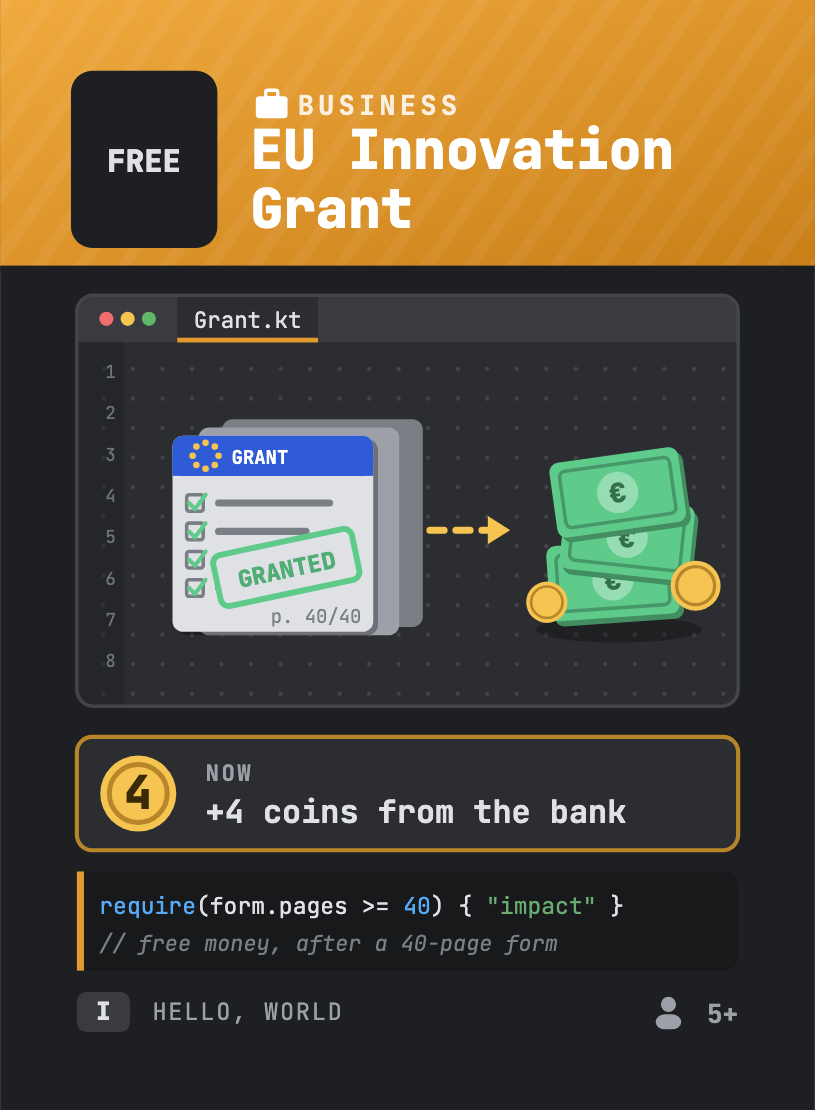 FREE
BUSINESS
EU Innovation
Grant
Grant.kt
1
2
3
4
5
6
7
8
GRANT
GRANTED
p. 40/40
€
€
€
4
NOW
+4 coins from the bank
require(form.pages >= 40) { "impact" }
// free money, after a 40-page form
I
HELLO, WORLD
5+